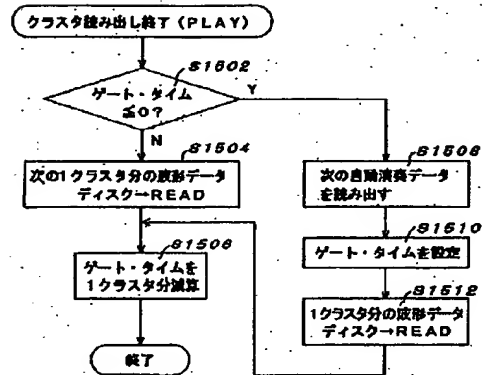 クラスタ読み出し終了(PLAY)
S1502
ゲート・タイム
≦0?
Y
N
S1504
次の1クラスタ分の波形データ
ディスク→READ
S1506
ゲート・タイムを
1クラスタ分減算
終了
S1508
次の自動演奏データ
を読み出す
S1510
ゲート・タイムを設定
S1512
1クラスタ分の波形データ
ディスク→READ